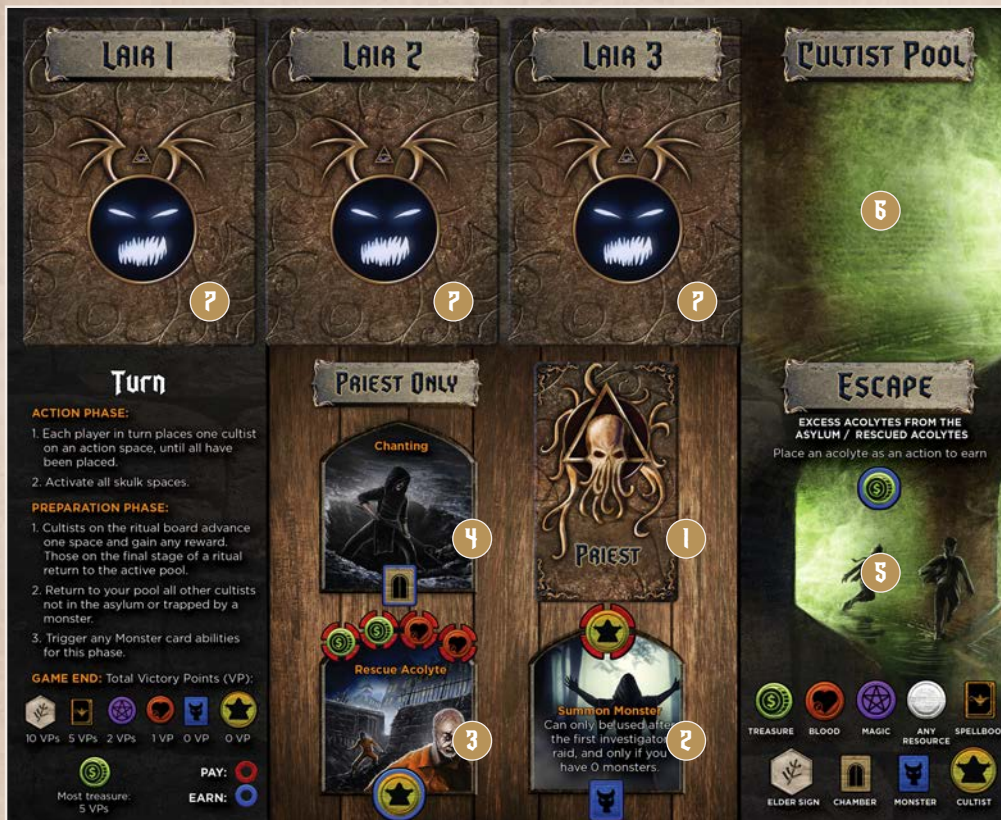 LAIR 1
LAIR 2
LAIR 3
CULTIST POOL
6
7
7
7
Turn
ACTION PHASE:
1. Each player in turn places one cultist
on an action space, until all have
been placed.
2. Activate all skulk spaces.
PREPARATION PHASE:
1. Cultists on the ritual board advance
one space and gain any reward.
Those on the final stage of a ritual
return to the active pool.
2. Return to your pool all other cultists
not in the asylum or trapped by a
monster.
3. Trigger any Monster card abilities
for this phase.
GAME END: Total Victory Points (VP):
10 VPs 5 VPs 2 VPs 1 VP 0 VP 0 VP
Most treasure:
5 VPs
PAY:
EARN:
PRIEST ONLY
Chanting
4
Rescue Acolyte
3
PRIEST
1
Summon Monster
Can only be used after
the first investigator
raid, and only if you
have 0 monsters.
2
ESCAPE
EXCESS ACOLYTES FROM THE
ASYLUM / RESCUED ACOLYTES
Place an acolyte as an action to earn
5
TREASURE BLOOD MAGIC ANY RESOURCE SPELLBOO
ELDER SIGN CHAMBER MONSTER CULTIST